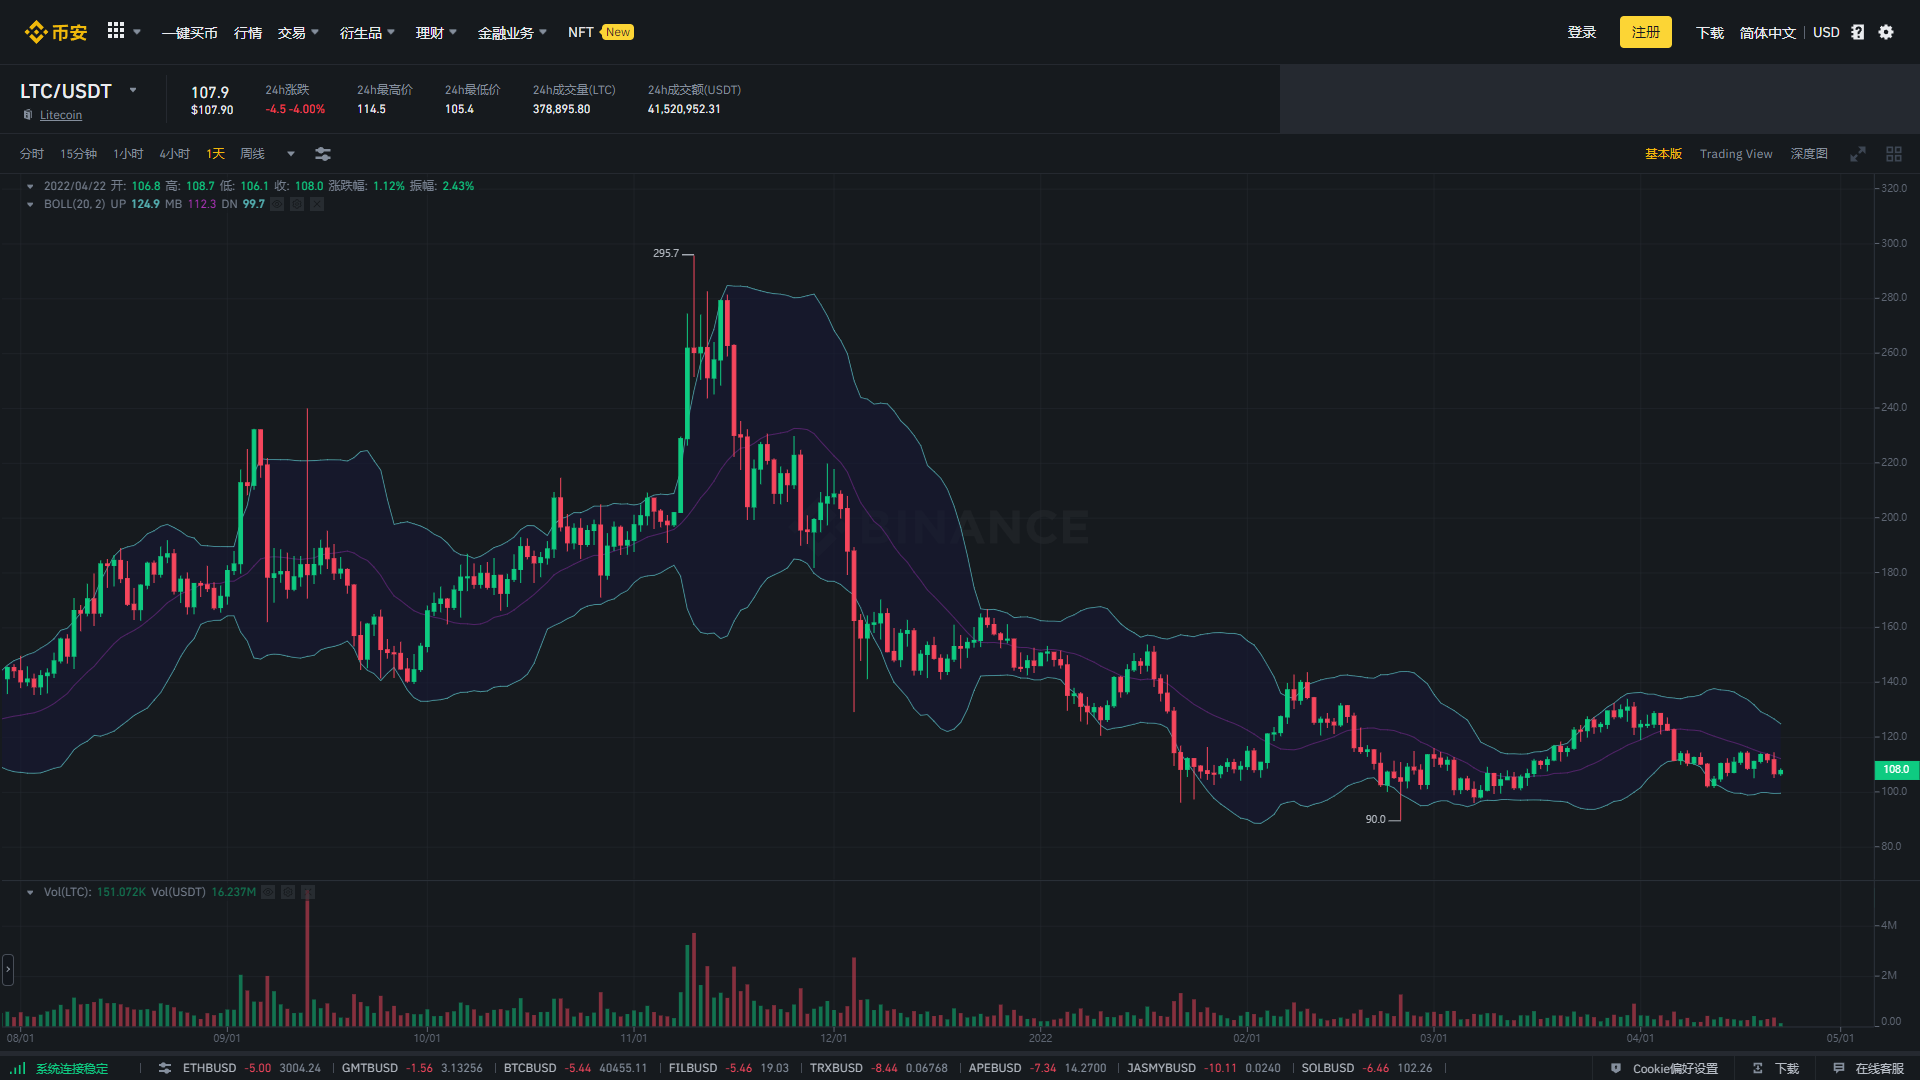 币安 一键买币 行情 交易 衍生品 理财 金融业务 NFT New 登录 注册 下载 简体中文 USD
LTC/USDT 107.9 24h涨跌 24h最高价 24h最低价 24h成交量(LTC) 24h成交额(USDT)
Litecoin $107.90 -4.5 -4.00% 114.5 105.4 378,895.80 41,520,952.31
分时 15分钟 1小时 4小时 1天 周线 基本版 Trading View 深度图
2022/04/22 开: 106.8 高: 108.7 低: 106.1 收: 108.0 涨跌幅: 1.12% 振幅: 2.43%
BOLL(20, 2) UP 124.9 MB 112.3 DN 99.7
320.0
300.0
295.7
280.0
260.0
240.0
220.0
200.0
BINANCE
180.0
160.0
140.0
120.0
108.0
100.0
90.0
80.0
Vol(LTC): 151.072K Vol(USDT) 16.237M
4M
2M
0.00
08/01 09/01 10/01 11/01 12/01 2022 02/01 03/01 04/01 05/01
系统连接稳定 ETHBUSD -5.00 3004.24 GMTBUSD -1.56 3.13256 BTCBUSD -5.44 40455.11 FILBUSD -5.46 19.03 TRXBUSD -8.44 0.06768 APEBUSD -7.34 14.2700 JASMYBUSD -10.11 0.0240 SOLBUSD -6.46 102.26 Cookie偏好设置 下载 在线客服